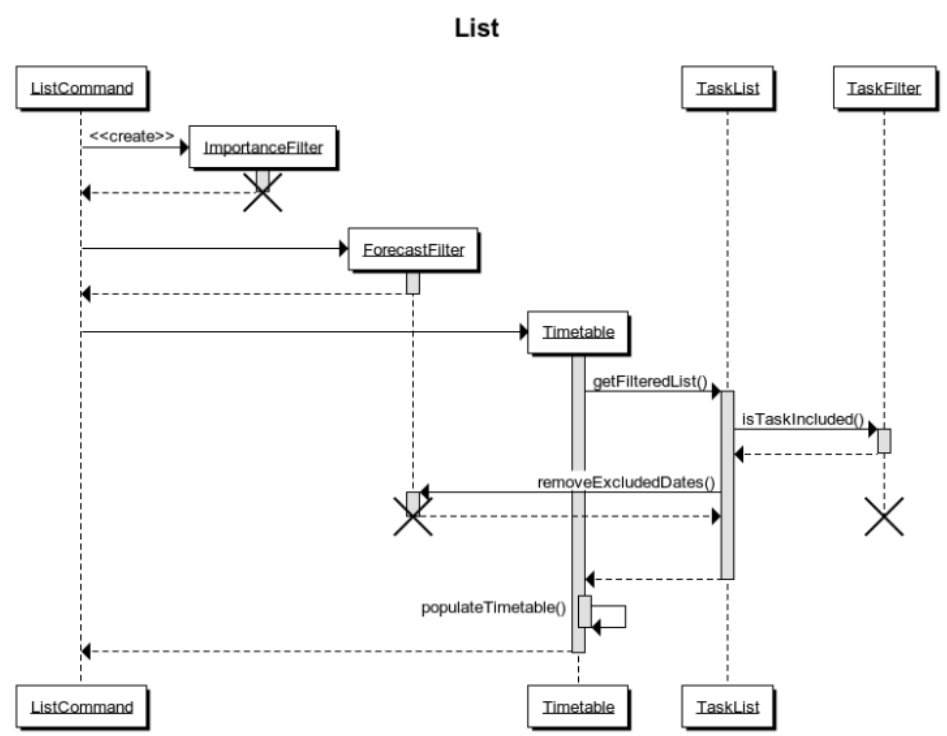 List
ListCommand
TaskList
TaskFilter
<<create>>
ImportanceFilter
ForecastFilter
Timetable
getFilteredList()
isTaskIncluded()
removeExcludedDates()
populateTimetable()
ListCommand
Timetable
TaskList